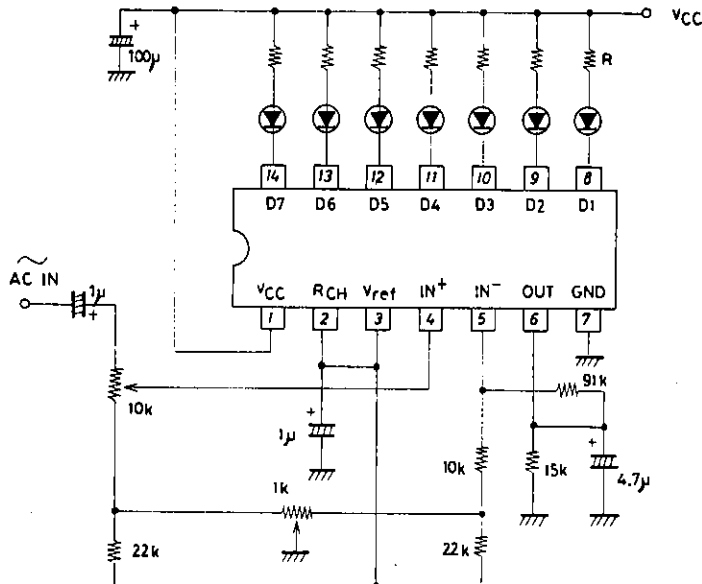 VCC
100μ
+
R
14 13 12 11 10 9 8
D7 D6 D5 D4 D3 D2 D1
AC IN
1μ
+
VCC RCH Vref IN+ IN- OUT GND
1 2 3 4 5 6 7
91k
10k
+
1μ
10k
15k
+
4.7μ
1k
22k
22k